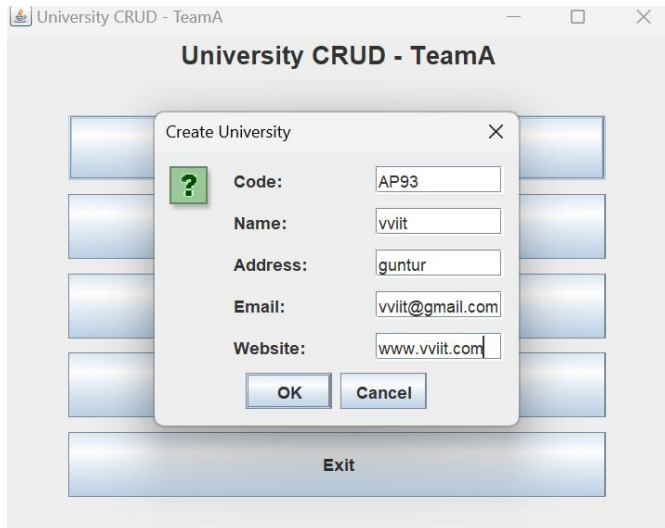 University CRUD - TeamA
University CRUD - TeamA
Create University
?
Code: AP93
Name: vviit
Address: guntur
Email: vviit@gmail.com
Website: www.vviit.com
OK Cancel
Exit